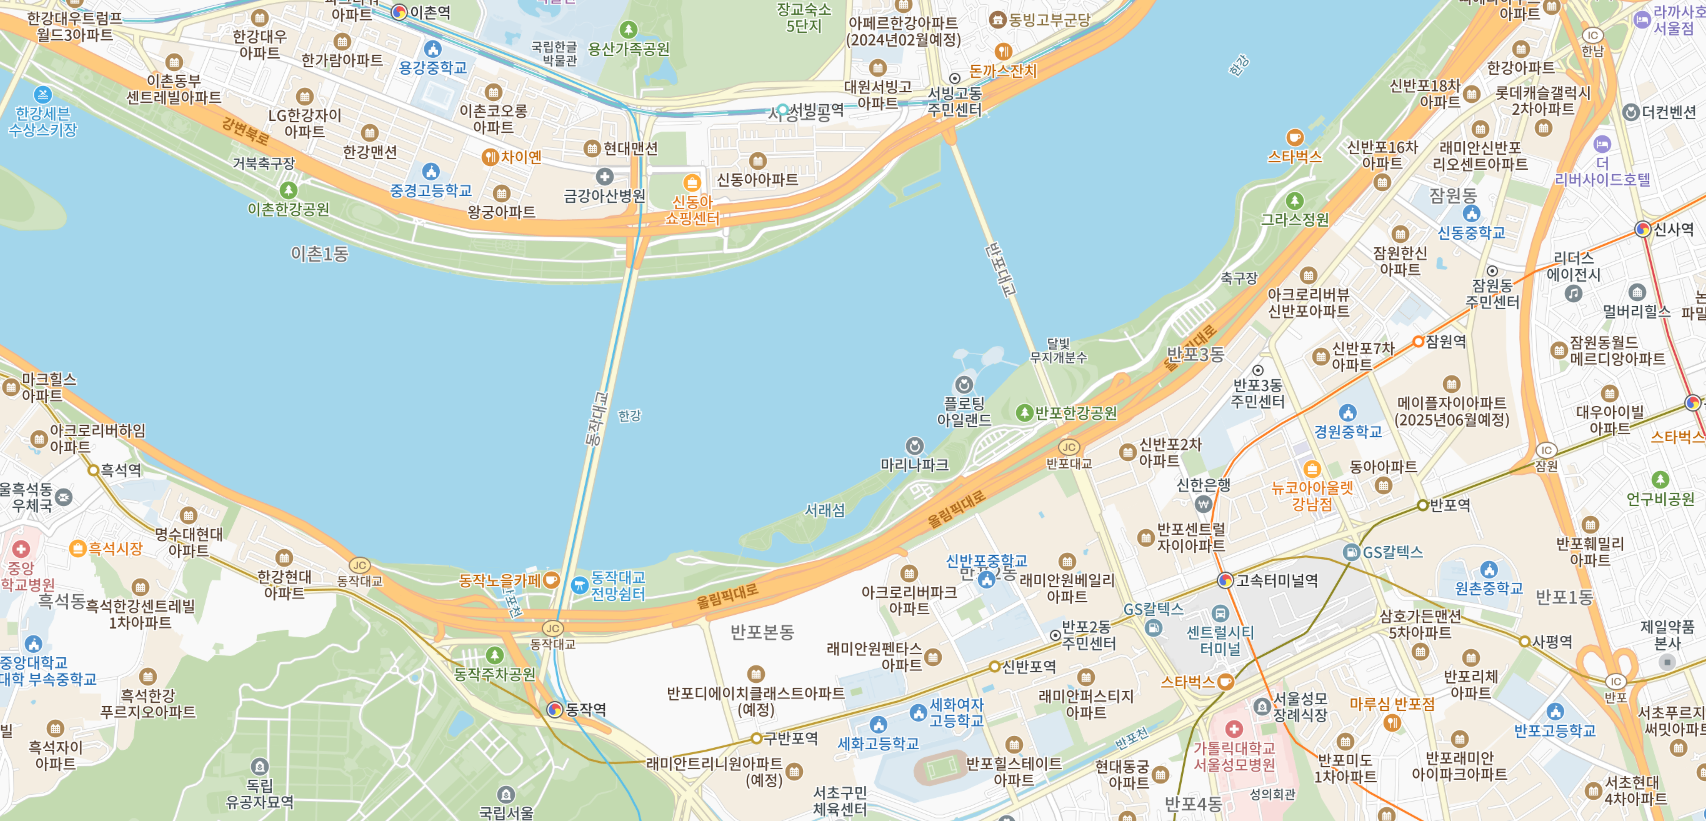 한강대우트럼프
월드3아파트
아파트
이촌역
한강대우
아파트
한가람아파트
용강중학교
국립한글
박물관
용산가족공원
장교숙소
5단지
아페르한강아파트
(2024년02월예정)
동빙고부군당
돈까스잔치
대원서빙고
아파트
서빙고동
주민센터
서빙고역
한강
아파트
라까사호
서울점
한남
IC
한강아파트
신반포18차
아파트
롯데캐슬갤럭시
2차아파트
더컨벤션
이촌동부
센트레빌아파트
한강세븐
수상스키장
LG한강자이
아파트
강변북로
이촌코오롱
아파트
한강맨션
차이옌
현대맨션
거북축구장
이촌한강공원
중경고등학교
왕궁아파트
금강아산병원
신동아아파트
신동아
쇼핑센터
스타벅스
신반포16차
아파트
래미안신반포
리오센트아파트
더
리버사이드호텔
잠원동
신동중학교
그라스정원
신사역
이촌1동
반포대교
축구장
잠원한신
아파트
리더스
에이전시
잠원동
주민센터
아크로리버뷰
신반포아파트
멀버리힐스
올림픽대로
반포3동
신반포7차
아파트
잠원역
잠원동월드
메르디앙아파트
달빛
무지개분수
반포3동
주민센터
마크힐스
아파트
플로팅
아일랜드
반포한강공원
메이플자이아파트
(2025년06월예정)
대우아이빌
아파트
경원중학교
스타벅스
동작대교
한강
아크로리버하임
아파트
흑석역
마리나파크
JC
반포대교
신반포2차
아파트
IC
잠원
동아아파트
뉴코아아울렛
강남점
신한은행
언구비공원
반포역
울흑석동
우체국
서래섬
올림픽대로
명수대현대
아파트
흑석시장
중앙
학교병원
반포센트럴
자이아파트
GS칼텍스
반포훼밀리
아파트
신반포중학교
반포2동
래미안원베일리
아파트
고속터미널역
원촌중학교
반포1동
JC
동작대교
한강현대
아파트
동작노을카페
동작대교
전망쉼터
반포천
아크로리버파크
아파트
올림픽대로
흑석동
흑석한강센트레빌
1차아파트
GS칼텍스
센트럴시티
터미널
삼호가든맨션
5차아파트
사평역
제일약품
본사
JC
동작대교
반포본동
반포2동
주민센터
래미안원펜타스
아파트
신반포역
중앙대학교
대학 부속중학교
동작주차공원
스타벅스
반포리체
아파트
IC
반포
흑석한강
푸르지오아파트
반포디에이치클래스트아파트
(예정)
래미안퍼스티지
아파트
서울성모
장례식장
마루심 반포점
동작역
세화여자
고등학교
세화고등학교
반포고등학교
서초푸르지
써밋아파트
빌
흑석자이
아파트
구반포역
반포천
가톨릭대학교
서울성모병원
반포미도
1차아파트
반포래미안
아이파크아파트
래미안트리니원아파트
(예정)
반포힐스테이트
아파트
현대동궁
아파트
서초현대
4차아파트
독립
유공자묘역
국립서울
서초구민
체육센터
반포4동
성의회관